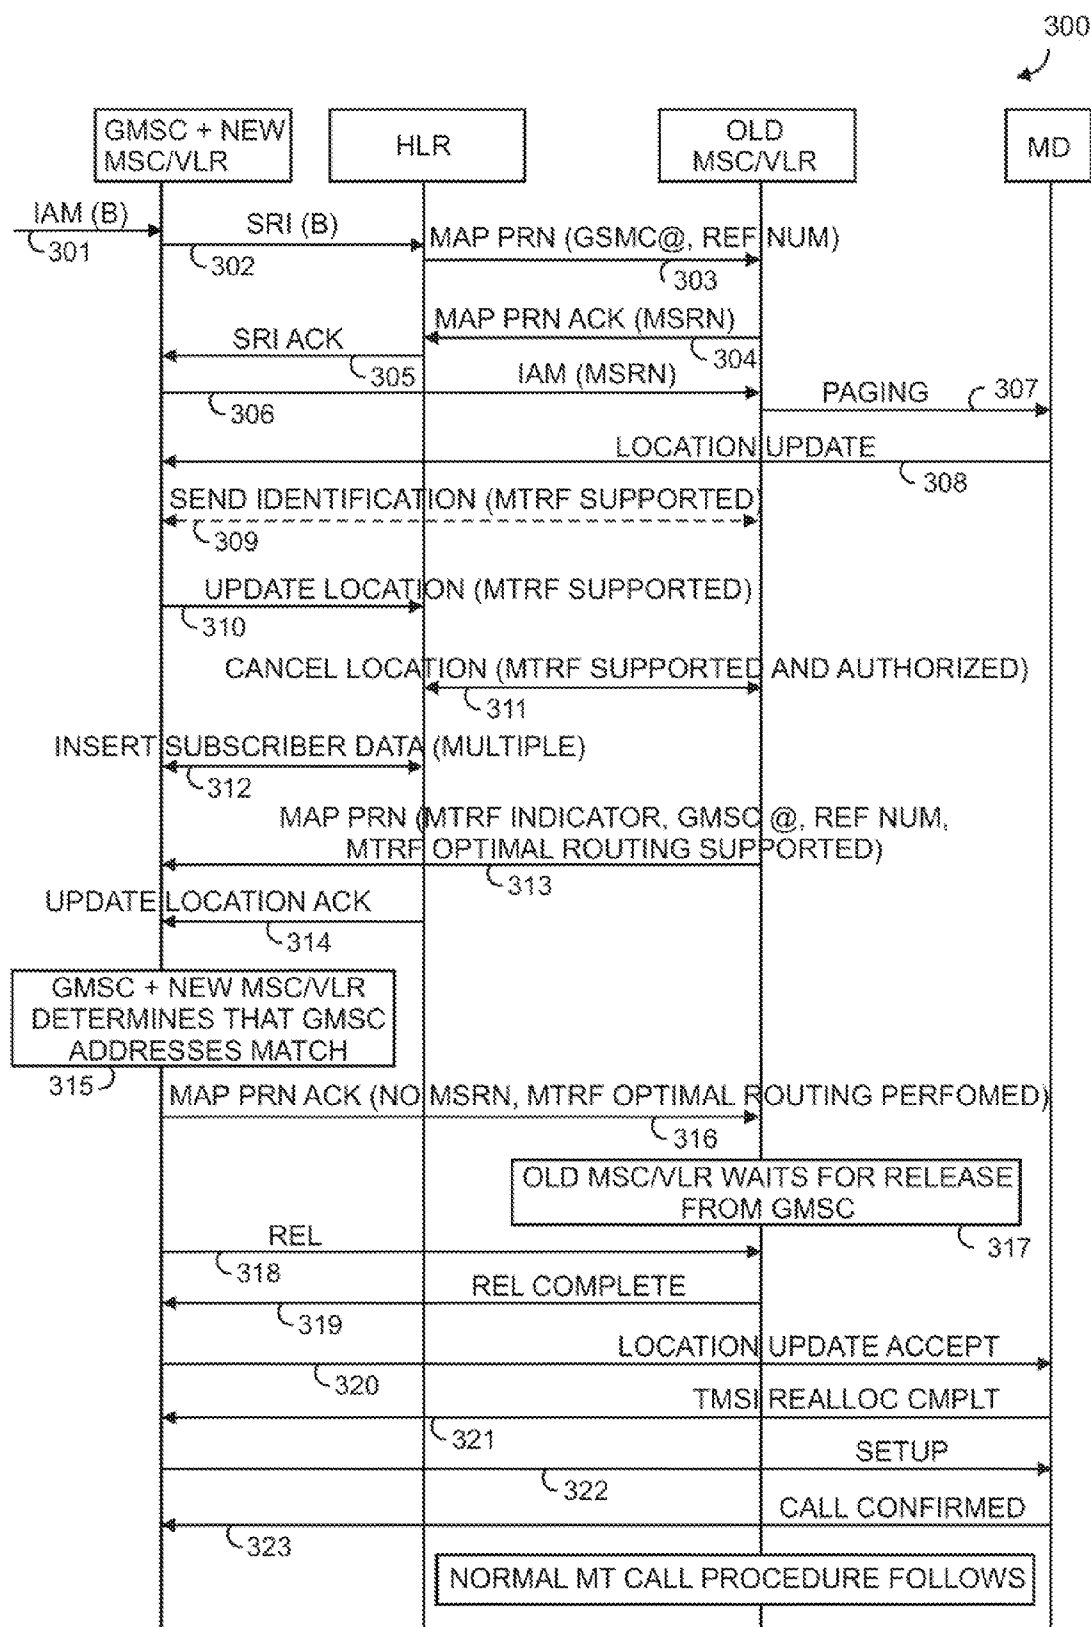 300
GMSC + NEW
MSC/VLR
HLR
OLD
MSC/VLR
MD
IAM (B)
301
SRI (B)
302
MAP PRN (GSMC@, REF NUM)
303
MAP PRN ACK (MSRN)
304
SRI ACK
305
IAM (MSRN)
306
PAGING
307
LOCATION UPDATE
308
SEND IDENTIFICATION (MTRF SUPPORTED)
309
UPDATE LOCATION (MTRF SUPPORTED)
310
CANCEL LOCATION (MTRF SUPPORTED AND AUTHORIZED)
311
INSERT SUBSCRIBER DATA (MULTIPLE)
312
MAP PRN (MTRF INDICATOR, GMSC @, REF NUM,
MTRF OPTIMAL ROUTING SUPPORTED)
313
UPDATE LOCATION ACK
314
GMSC + NEW MSC/VLR
DETERMINES THAT GMSC
ADDRESSES MATCH
315
MAP PRN ACK (NO MSRN, MTRF OPTIMAL ROUTING PERFOMED)
316
OLD MSC/VLR WAITS FOR RELEASE
FROM GMSC
317
REL
318
REL COMPLETE
319
LOCATION UPDATE ACCEPT
320
TMSI REALLOC CMPLT
321
SETUP
322
CALL CONFIRMED
323
NORMAL MT CALL PROCEDURE FOLLOWS